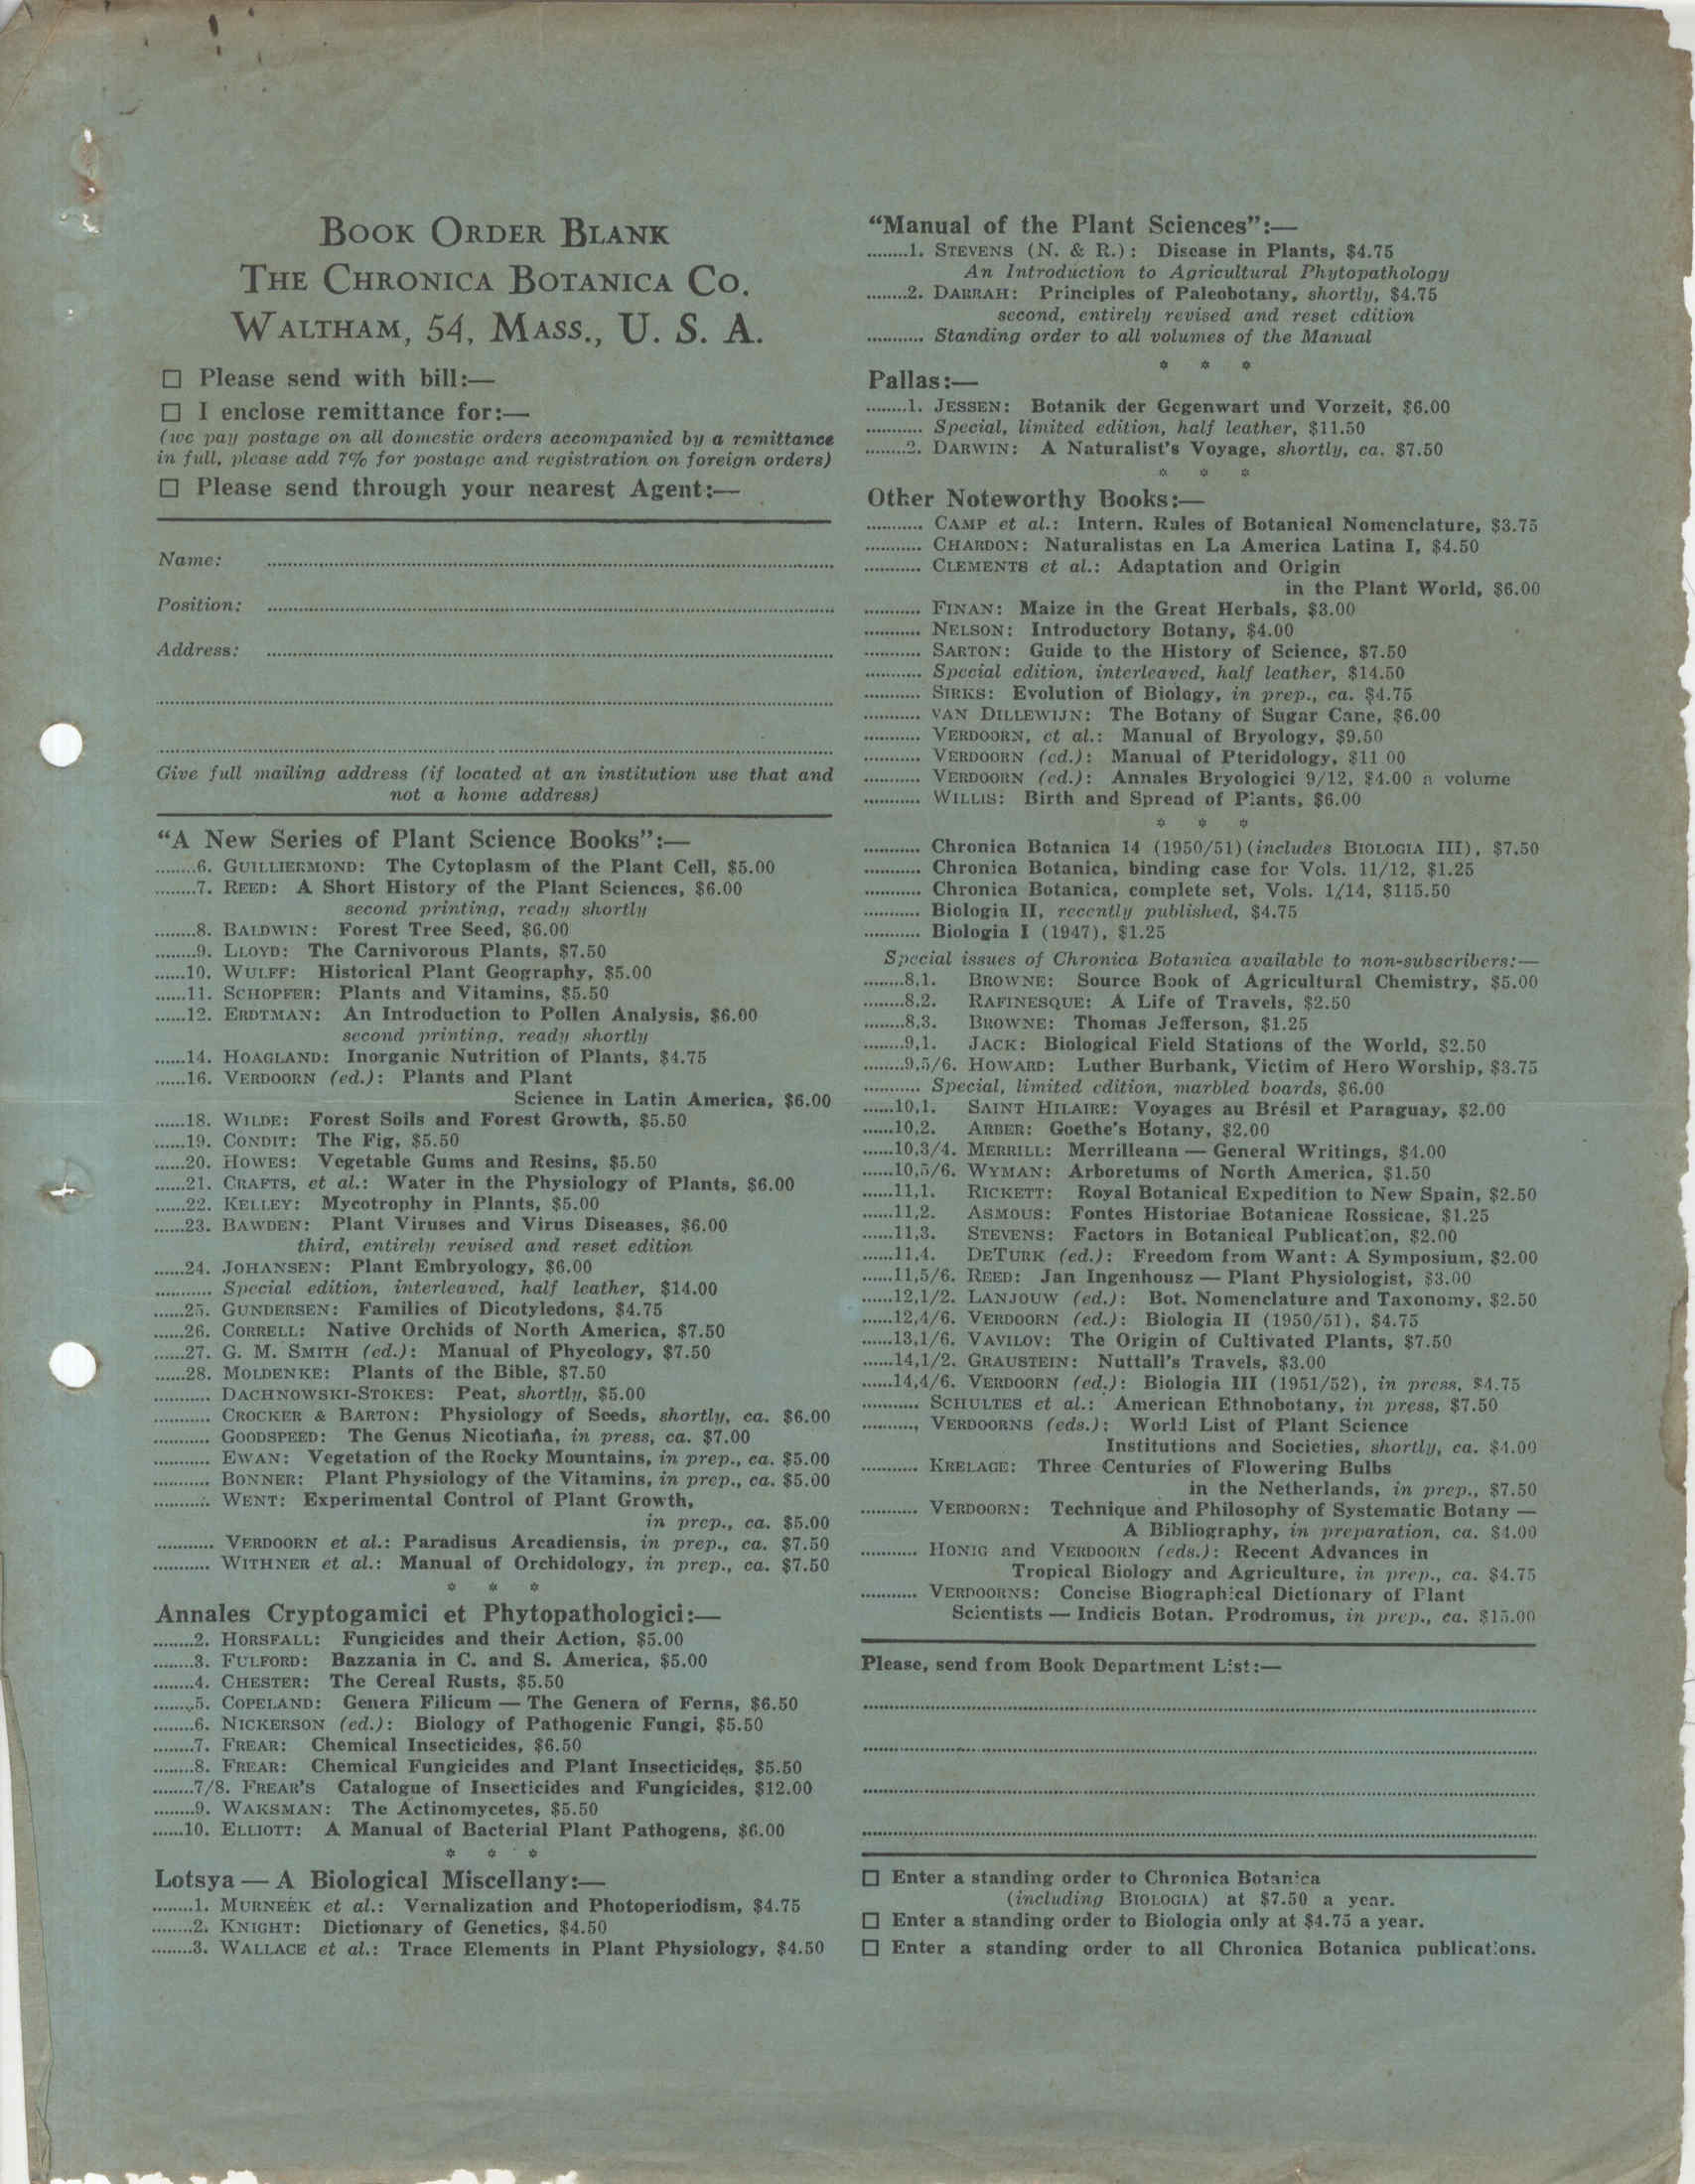 BOOK ORDER BLANK
THE CHRONICA BOTANICA CO.
WALTHAM, 54, MASS., U. S. A.
☐ Please send with bill:—
☐ I enclose remittance for:—
(we pay postage on all domestic orders accompanied by a remittance
in full, please add 7% for postage and registration on foreign orders)
☐ Please send through your nearest Agent:—
Name: ..........
Position: ..........
Address: ..........
Give full mailing address (if located at an institution use that and
not a home address)
"A New Series of Plant Science Books":—
........6. GUILLIERMOND: The Cytoplasm of the Plant Cell, $5.00
........7. REED: A Short History of the Plant Sciences, $6.00
second printing, ready shortly
........8. BALDWIN: Forest Tree Seed, $6.00
........9. LLOYD: The Carnivorous Plants, $7.50
......10. WULFF: Historical Plant Geography, $5.00
......11. SCHOPFER: Plants and Vitamins, $5.50
......12. ERDTMAN: An Introduction to Pollen Analysis, $6.00
second printing, ready shortly
......14. HOAGLAND: Inorganic Nutrition of Plants, $4.75
......16. VERDOORN (ed.): Plants and Plant
Science in Latin America, $6.00
......18. WILDE: Forest Soils and Forest Growth, $5.50
......19. CONDIT: The Fig, $5.50
......20. HOWES: Vegetable Gums and Resins, $5.50
......21. CRAFTS, et al.: Water in the Physiology of Plants, $6.00
......22. KELLEY: Mycotrophy in Plants, $5.00
......23. BAWDEN: Plant Viruses and Virus Diseases, $6.00
third, entirely revised and reset edition
......24. JOHANSEN: Plant Embryology, $6.00
........... Special edition, interleaved, half leather, $14.00
......25. GUNDERSEN: Families of Dicotyledons, $4.75
......26. CORRELL: Native Orchids of North America, $7.50
......27. G. M. SMITH (ed.): Manual of Phycology, $7.50
......28. MOLDENKE: Plants of the Bible, $7.50
........... DACHNOWSKI-STOKES: Peat, shortly, $5.00
........... CROCKER & BARTON: Physiology of Seeds, shortly, ca. $6.00
........... GOODSPEED: The Genus Nicotiana, in press, ca. $7.00
........... EWAN: Vegetation of the Rocky Mountains, in prep., ca. $5.00
........... BONNER: Plant Physiology of the Vitamins, in prep., ca. $5.00
........... WENT: Experimental Control of Plant Growth,
in prep., ca. $5.00
........... VERDOORN et al.: Paradisus Arcadiensis, in prep., ca. $7.50
........... WITHNER et al.: Manual of Orchidology, in prep., ca. $7.50
* * *
Annales Cryptogamici et Phytopathologici:—
........2. HORSFALL: Fungicides and their Action, $5.00
........3. FULFORD: Bazzania in C. and S. America, $5.00
........4. CHESTER: The Cereal Rusts, $5.50
........5. COPELAND: Genera Filicum — The Genera of Ferns, $6.50
........6. NICKERSON (ed.): Biology of Pathogenic Fungi, $5.50
........7. FREAR: Chemical Insecticides, $6.50
........8. FREAR: Chemical Fungicides and Plant Insecticides, $5.50
........7/8. FREAR'S Catalogue of Insecticides and Fungicides, $12.00
........9. WAKSMAN: The Actinomycetes, $5.50
......10. ELLIOTT: A Manual of Bacterial Plant Pathogens, $6.00
* * *
Lotsya — A Biological Miscellany:—
........1. MURNEEK et al.: Vernalization and Photoperiodism, $4.75
........2. KNIGHT: Dictionary of Genetics, $4.50
........3. WALLACE et al.: Trace Elements in Plant Physiology, $4.50
"Manual of the Plant Sciences":—
........1. STEVENS (N. & R.): Disease in Plants, $4.75
An Introduction to Agricultural Phytopathology
........2. DARRAH: Principles of Paleobotany, shortly, $4.75
second, entirely revised and reset edition
........... Standing order to all volumes of the Manual
* * *
Pallas:—
........1. JESSEN: Botanik der Gegenwart und Vorzeit, $6.00
........... Special, limited edition, half leather, $11.50
........2. DARWIN: A Naturalist's Voyage, shortly, ca. $7.50
* * *
Other Noteworthy Books:—
........... CAMP et al.: Intern. Rules of Botanical Nomenclature, $3.75
........... CHARDON: Naturalistas en La America Latina I, $4.50
........... CLEMENTS et al.: Adaptation and Origin
in the Plant World, $6.00
........... FINAN: Maize in the Great Herbals, $3.00
........... NELSON: Introductory Botany, $4.00
........... SARTON: Guide to the History of Science, $7.50
........... Special edition, interleaved, half leather, $14.50
........... SIRKS: Evolution of Biology, in prep., ca. $4.75
........... VAN DILLEWIJN: The Botany of Sugar Cane, $6.00
........... VERDOORN, et al.: Manual of Bryology, $9.50
........... VERDOORN (ed.): Manual of Pteridology, $11 00
........... VERDOORN (ed.): Annales Bryologici 9/12, $4.00 a volume
........... WILLIS: Birth and Spread of Plants, $6.00
* * *
........... Chronica Botanica 14 (1950/51) (includes BIOLOGIA III), $7.50
........... Chronica Botanica, binding case for Vols. 11/12, $1.25
........... Chronica Botanica, complete set, Vols. 1/14, $115.50
........... Biologia II, recently published, $4.75
........... Biologia I (1947), $1.25
Special issues of Chronica Botanica available to non-subscribers:—
........8,1. BROWNE: Source Book of Agricultural Chemistry, $5.00
........8,2. RAFINESQUE: A Life of Travels, $2.50
........8,3. BROWNE: Thomas Jefferson, $1.25
........9,1. JACK: Biological Field Stations of the World, $2.50
........9,5/6. HOWARD: Luther Burbank, Victim of Hero Worship, $3.75
........... Special, limited edition, marbled boards, $6.00
......10,1. SAINT HILAIRE: Voyages au Brésil et Paraguay, $2.00
......10,2. ARBER: Goethe's Botany, $2.00
......10,3/4. MERRILL: Merrilleana — General Writings, $4.00
......10,5/6. WYMAN: Arboretums of North America, $1.50
......11,1. RICKETT: Royal Botanical Expedition to New Spain, $2.50
......11,2. ASMOUS: Fontes Historiae Botanicae Rossicae, $1.25
......11,3. STEVENS: Factors in Botanical Publication, $2.00
......11,4. DETURK (ed.): Freedom from Want: A Symposium, $2.00
......11,5/6. REED: Jan Ingenhousz — Plant Physiologist, $3.00
......12,1/2. LANJOUW (ed.): Bot. Nomenclature and Taxonomy, $2.50
......12,4/6. VERDOORN (ed.): Biologia II (1950/51), $4.75
......13,1/6. VAVILOV: The Origin of Cultivated Plants, $7.50
......14,1/2. GRAUSTEIN: Nuttall's Travels, $3.00
......14,4/6. VERDOORN (ed.): Biologia III (1951/52), in press, $4.75
........... SCHULTES et al.: American Ethnobotany, in press, $7.50
..........., VERDOORNS (eds.): World List of Plant Science
Institutions and Societies, shortly, ca. $4.00
........... KRELAGE: Three Centuries of Flowering Bulbs
in the Netherlands, in prep., $7.50
........... VERDOORN: Technique and Philosophy of Systematic Botany —
A Bibliography, in preparation, ca. $4.00
........... HONIG and VERDOORN (eds.): Recent Advances in
Tropical Biology and Agriculture, in prep., ca. $4.75
........... VERDOORNS: Concise Biographical Dictionary of Plant
Scientists — Indicis Botan. Prodromus, in prep., ca. $15.00
Please, send from Book Department List:—
☐ Enter a standing order to Chronica Botanica
(including BIOLOGIA) at $7.50 a year.
☐ Enter a standing order to Biologia only at $4.75 a year.
☐ Enter a standing order to all Chronica Botanica publications.